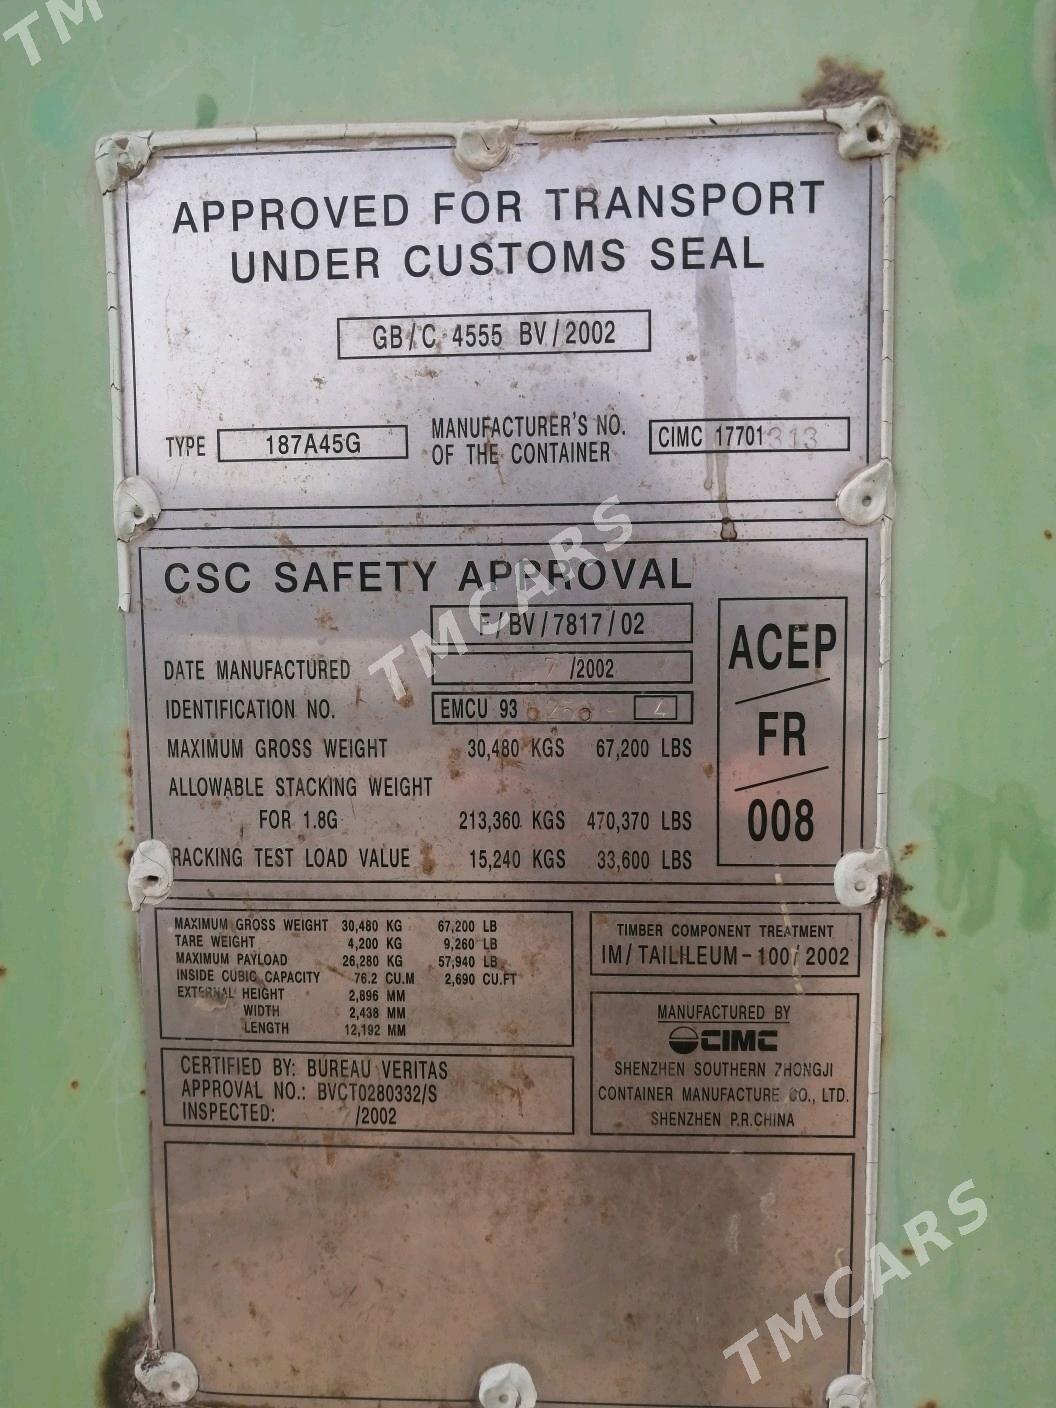 TM
APPROVED FOR TRANSPORT
UNDER CUSTOMS SEAL
GB/C 4555 BV/2002
TYPE 187A45G
MANUFACTURER'S NO.
OF THE CONTAINER
CIMC 17701313
CSC SAFETY APPROVAL
F/BV/7817/02
DATE MANUFACTURED 7/2002
IDENTIFICATION NO. EMCU 93 4
MAXIMUM GROSS WEIGHT 30,480 KGS 67,200 LBS
ALLOWABLE STACKING WEIGHT
FOR 1.8G 213,360 KGS 470,370 LBS
RACKING TEST LOAD VALUE 15,240 KGS 33,600 LBS
ACEP
/
FR
/
008
TMCARS
MAXIMUM GROSS WEIGHT 30,480 KG 67,200 LB
TARE WEIGHT 4,200 KG 9,260 LB
MAXIMUM PAYLOAD 26,280 KG 57,940 LB
INSIDE CUBIC CAPACITY 76.2 CU.M 2,690 CU.FT
EXTERNAL HEIGHT 2,896 MM
WIDTH 2,438 MM
LENGTH 12,192 MM
TIMBER COMPONENT TREATMENT
IM/TAILILEUM-100/2002
CERTIFIED BY: BUREAU VERITAS
APPROVAL NO.: BVCT0280332/S
INSPECTED: /2002
MANUFACTURED BY
CIMC
SHENZHEN SOUTHERN ZHONGJI
CONTAINER MANUFACTURE CO., LTD.
SHENZHEN P.R.CHINA
TMCARS